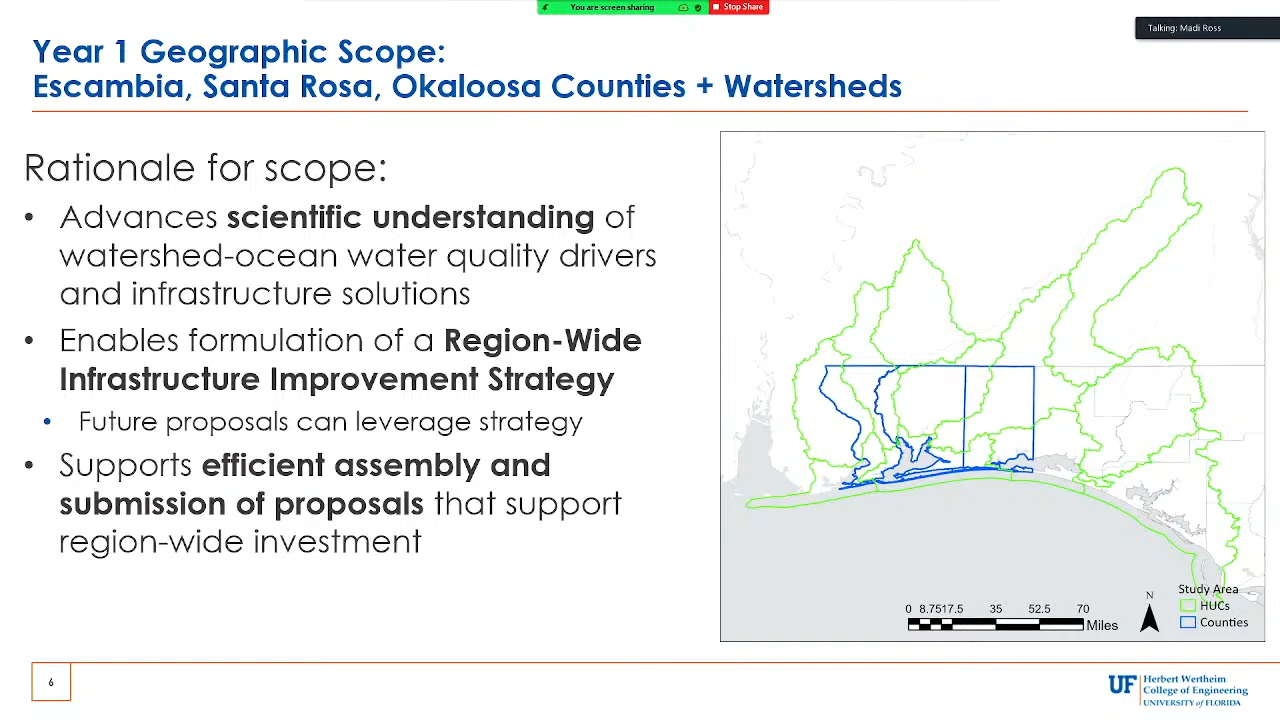 You are screen sharing
Stop Share
Talking: Madi Ross
Year 1 Geographic Scope:
Escambia, Santa Rosa, Okaloosa Counties + Watersheds
Rationale for scope:
• Advances scientific understanding of
watershed-ocean water quality drivers
and infrastructure solutions
• Enables formulation of a Region-Wide
Infrastructure Improvement Strategy
• Future proposals can leverage strategy
• Supports efficient assembly and
submission of proposals that support
region-wide investment
0 8.75 17.5 35 52.5 70
Miles
N
Study Area
HUCs
Counties
6
UF
Herbert Wertheim
College of Engineering
UNIVERSITY of FLORIDA